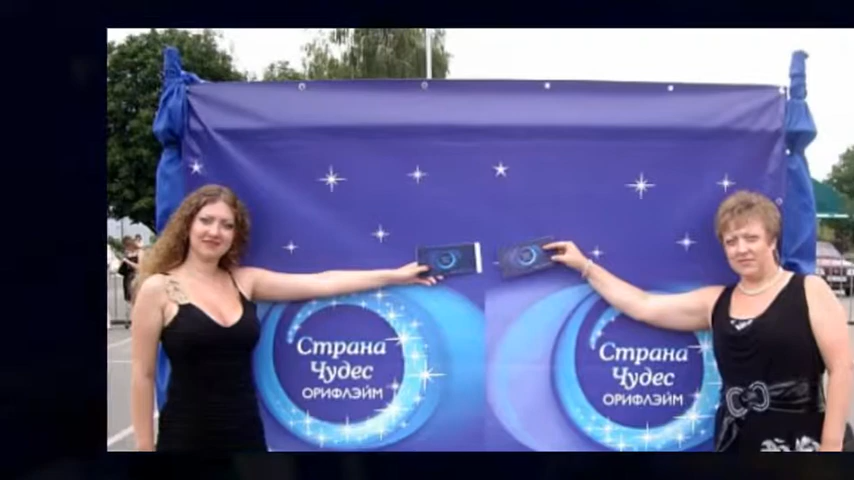 Страна
Чудес
ОРИФЛЭЙМ
Страна
Чудес
ОРИФЛЭЙМ